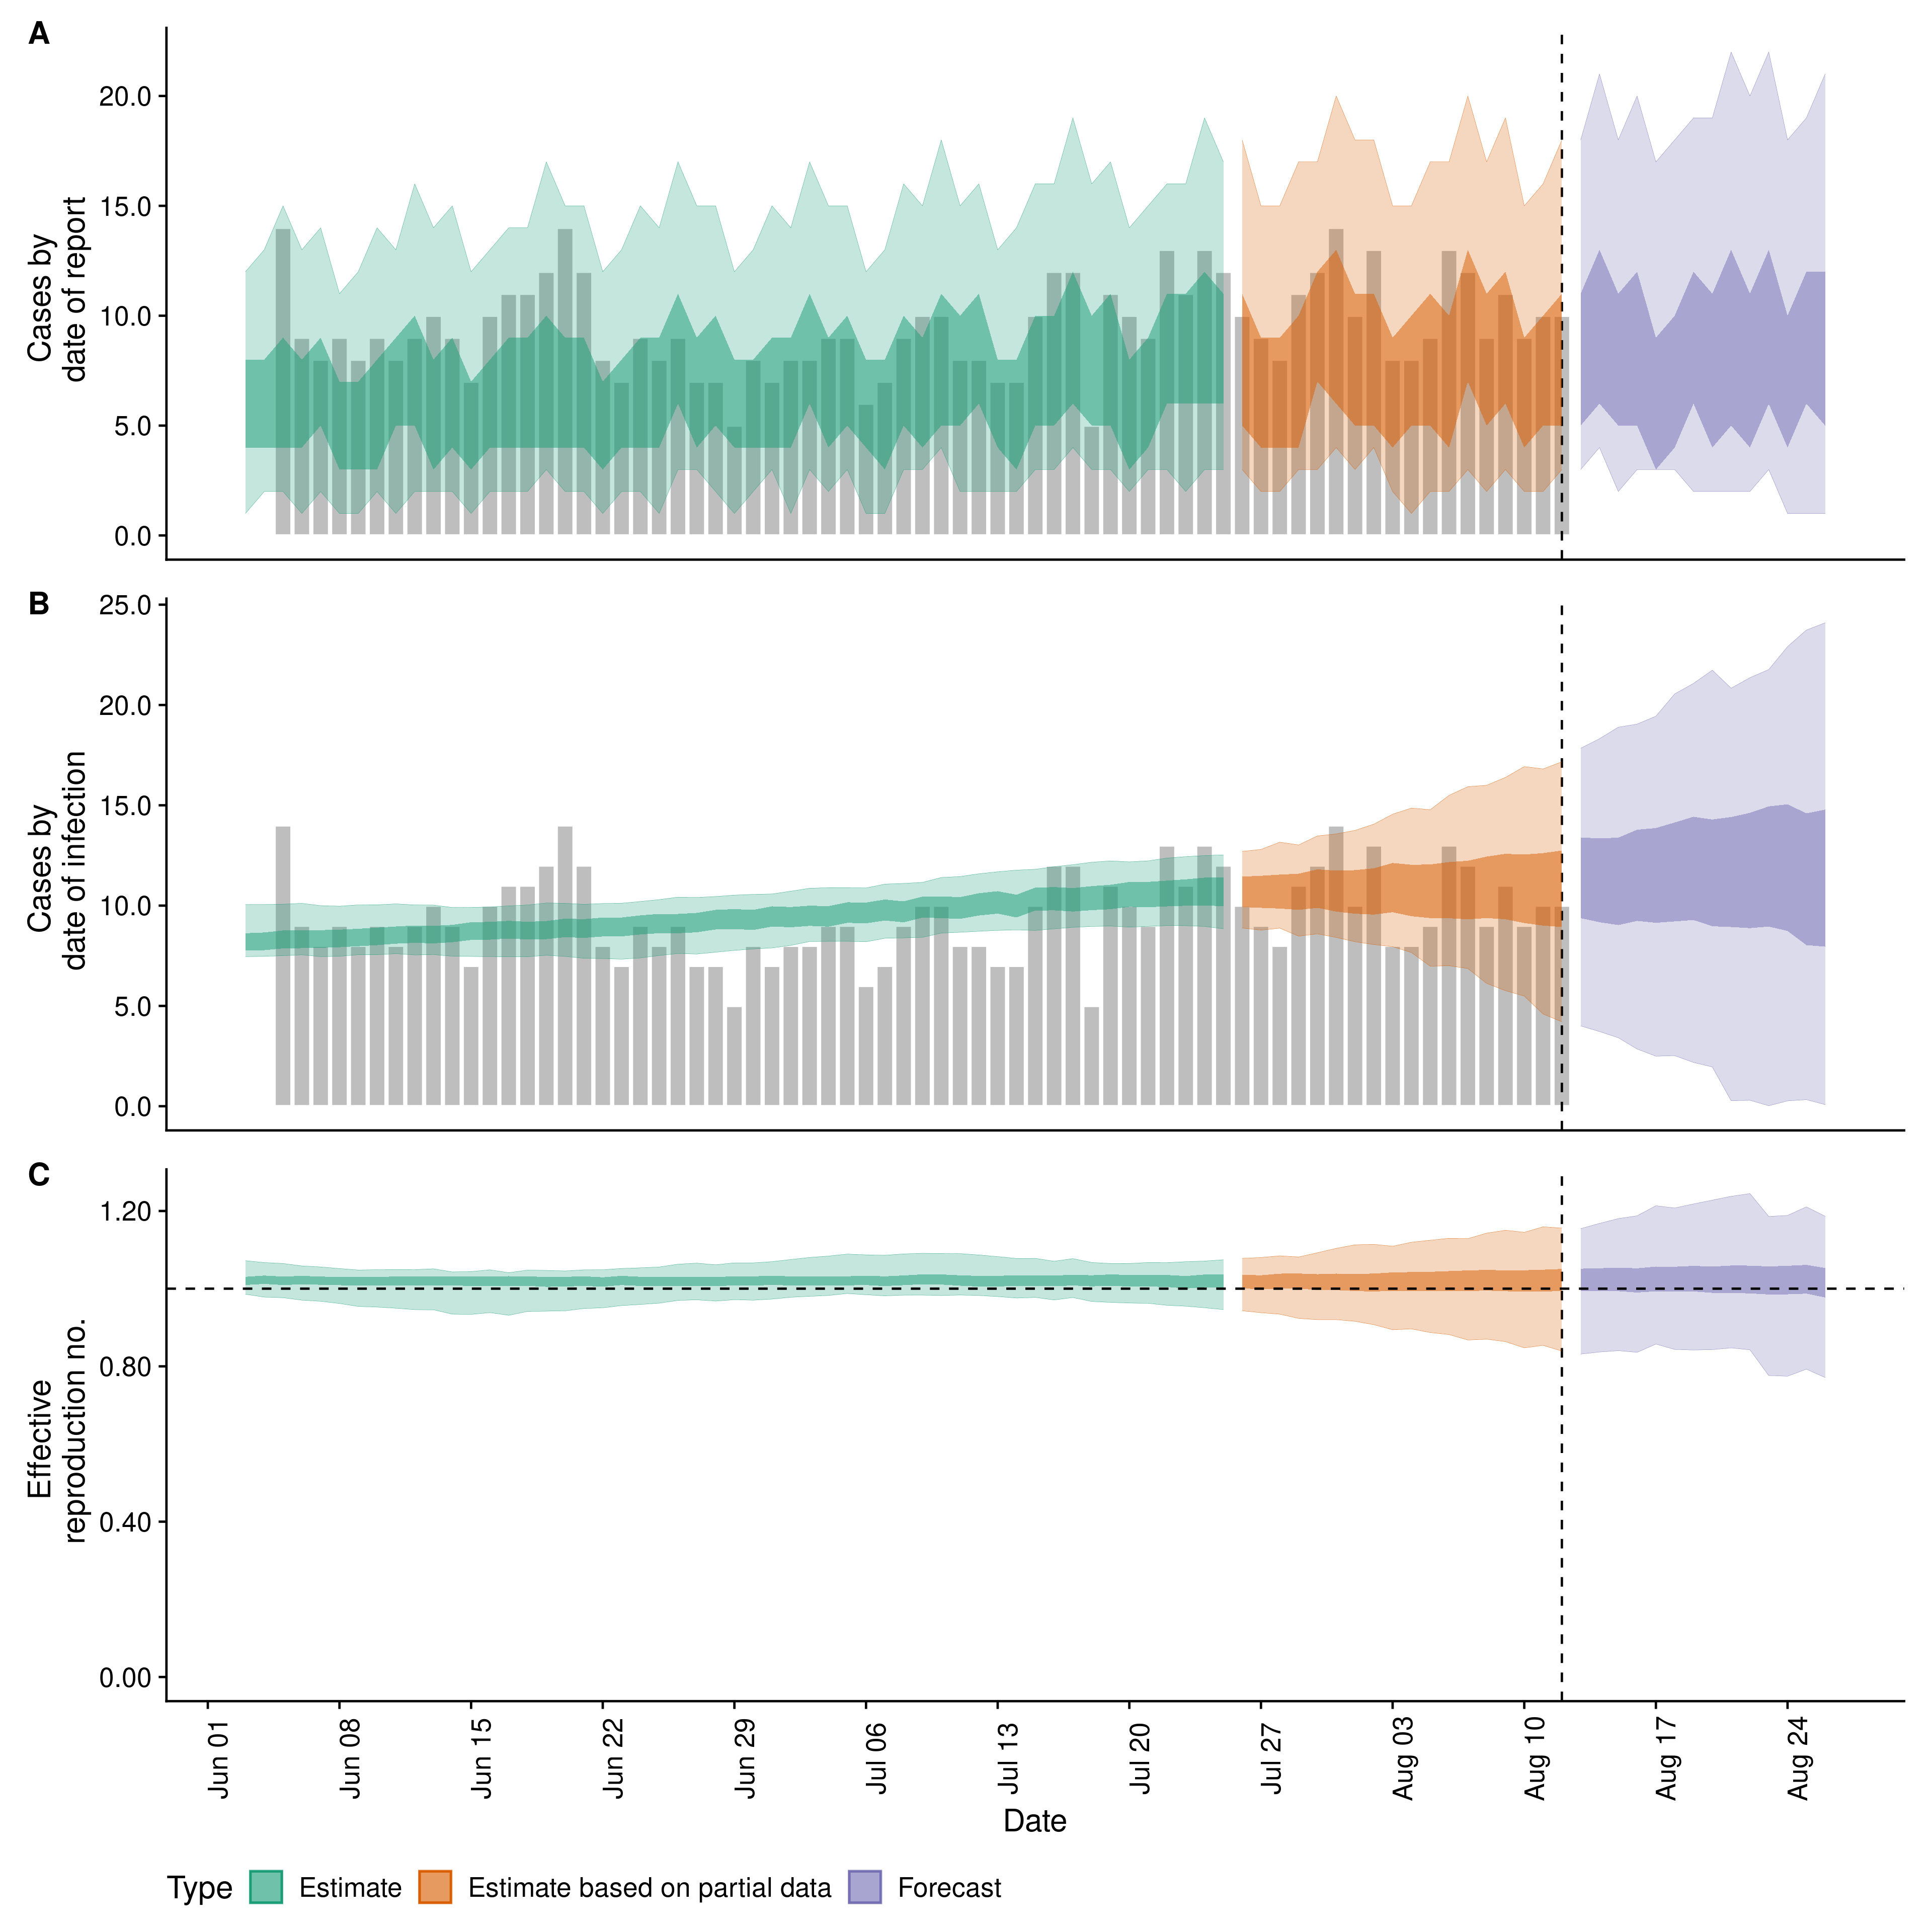 A
Cases by
date of report
20.0
15.0
10.0
5.0
0.0
B
Cases by
date of infection
25.0
20.0
15.0
10.0
5.0
0.0
C
Effective
reproduction no.
1.20
0.80
0.40
0.00
Jun 01
Jun 08
Jun 15
Jun 22
Jun 29
Jul 06
Jul 13
Jul 20
Jul 27
Aug 03
Aug 10
Aug 17
Aug 24
Date
Type Estimate Estimate based on partial data Forecast